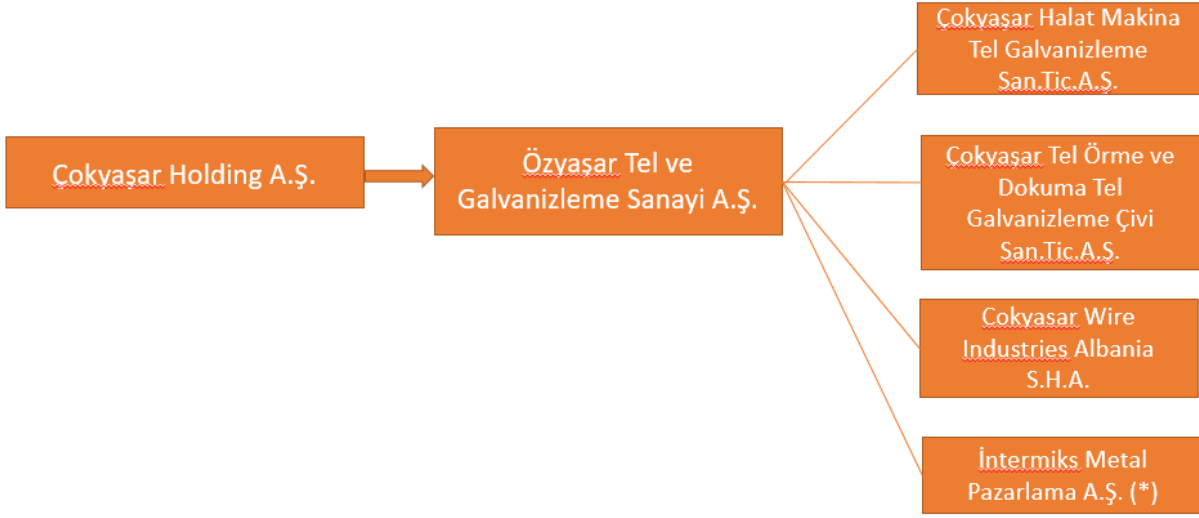 Çokyaşar Holding A.Ş.
Özyaşar Tel ve
Galvanizleme Sanayi A.Ş.
Çokyaşar Halat Makina
Tel Galvanizleme
San.Tic.A.Ş.
Çokyaşar Tel Örme ve
Dokuma Tel
Galvanizleme Çivi
San.Tic.A.Ş.
Cokyasar Wire
Industries Albania
S.H.A.
İntermiks Metal
Pazarlama A.Ş. (*)